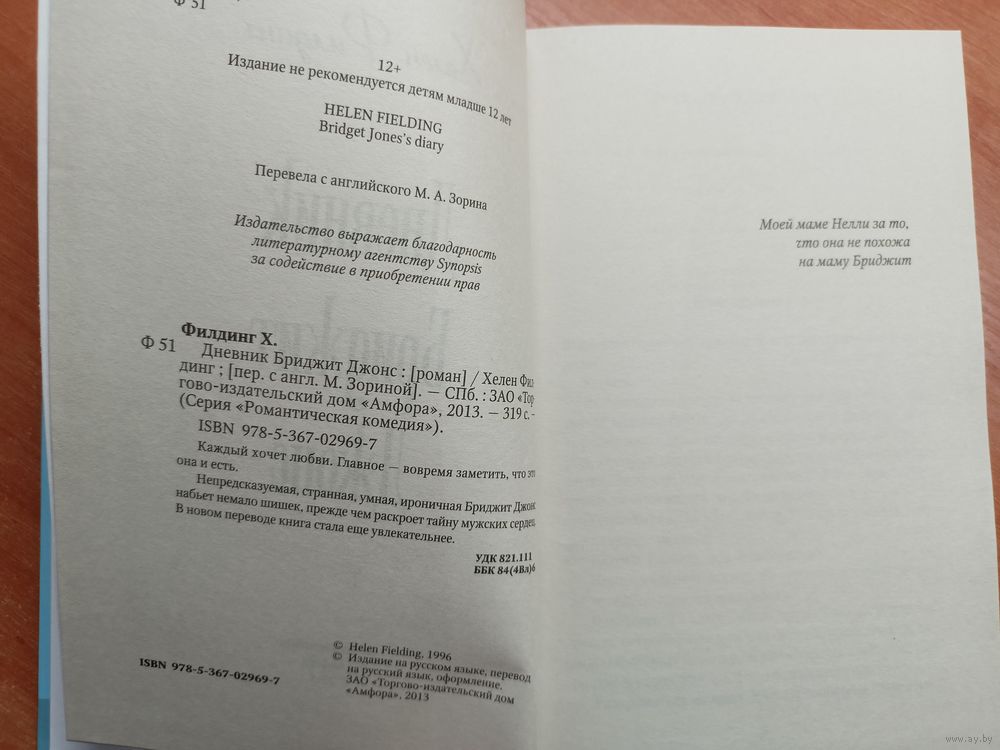 Ф 51
12+
Издание не рекомендуется детям младше 12 лет
HELEN FIELDING
Bridget Jones's diary
Перевела с английского М. А. Зорина
Издательство выражает благодарность
литературному агентству Synopsis
за содействие в приобретении прав
Филдинг Х.
Ф 51 Дневник Бриджит Джонс : [роман] / Хелен Фил-
динг ; [пер. с англ. М. Зориной]. — СПб. : ЗАО «Тор
гово-издательский дом «Амфора», 2013. — 319 с. -
(Серия «Романтическая комедия»).
ISBN 978-5-367-02969-7
Каждый хочет любви. Главное — вовремя заметить, что эт
она и есть.
Непредсказуемая, странная, умная, ироничная Бриджит Джонс
набьет немало шишек, прежде чем раскроет тайну мужских сердец.
В новом переводе книга стала еще увлекательнее.
УДК 821.111
ББК 84(4Вл)6
© Helen Fielding, 1996
© Издание на русском языке, перевод
на русский язык, оформление.
ЗАО «Торгово-издательский дом
«Амфора», 2013
ISBN 978-5-367-02969-7
Моей маме Нелли за то,
что она не похожа
на маму Бриджит
www.ay.by